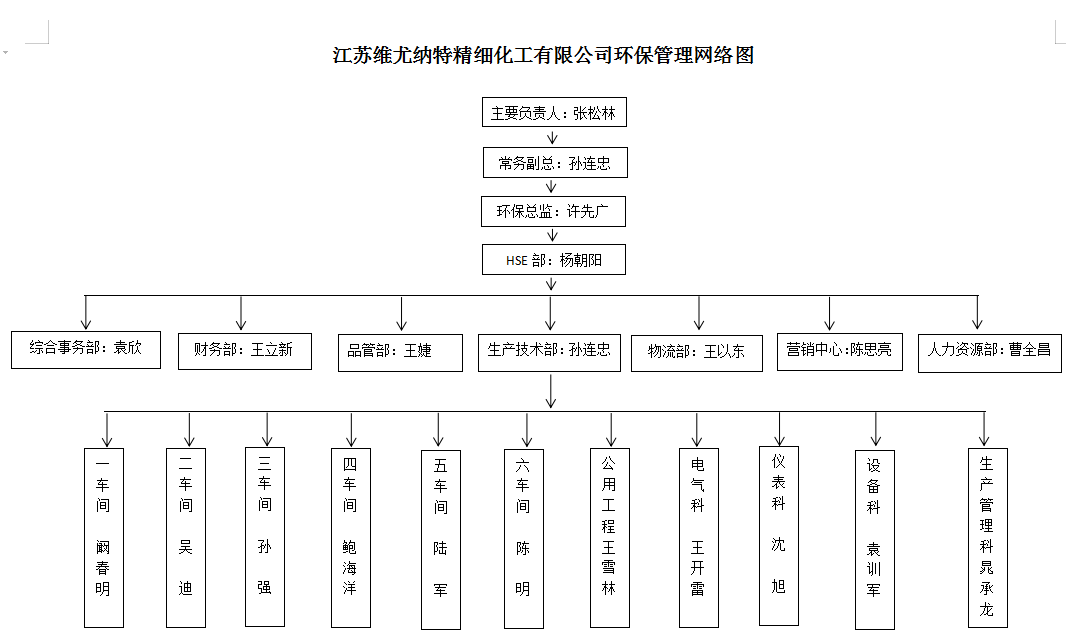 江苏维尤纳特精细化工有限公司环保管理网络图
主要负责人：张松林
常务副总：孙连忠
环保总监：许先广
HSE 部：杨朝阳
综合事务部：袁欣
财务部：王立新
品管部：王婕
生产技术部：孙连忠
物流部：王以东
营销中心:陈思亮
人力资源部：曹全昌
一车间 阚春明
二车间 吴迪
三车间 孙强
四车间 鲍海洋
五车间 陆军
六车间 陈明
公用工程王雪林
电气科 王开雷
仪表科 沈旭
设备科 袁训军
生产管理科晁承龙